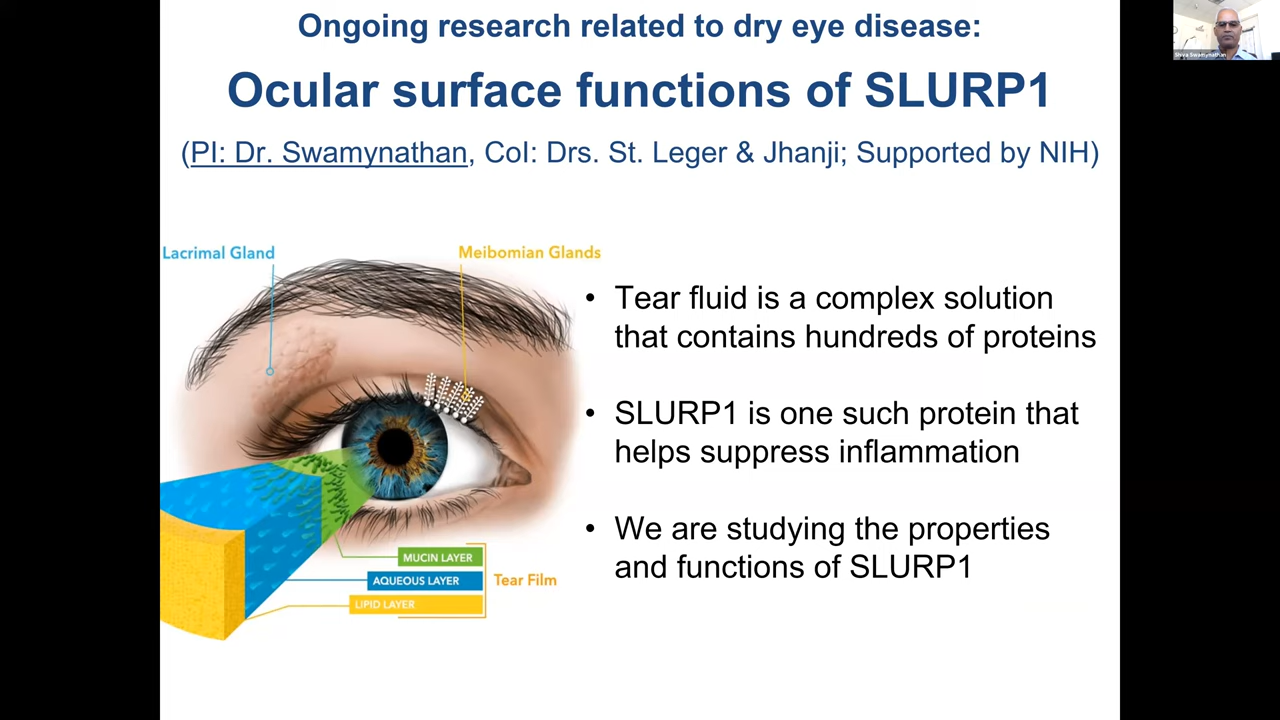 Ongoing research related to dry eye disease:
Shiva Swamynathan
Ocular surface functions of SLURP1
(PI: Dr. Swamynathan, CoI: Drs. St. Leger & Jhanji; Supported by NIH)
Lacrimal Gland
Meibomian Glands
• Tear fluid is a complex solution
that contains hundreds of proteins
• SLURP1 is one such protein that
helps suppress inflammation
• We are studying the properties
and functions of SLURP1
MUCIN LAYER
AQUEOUS LAYER
LIPID LAYER
Tear Film